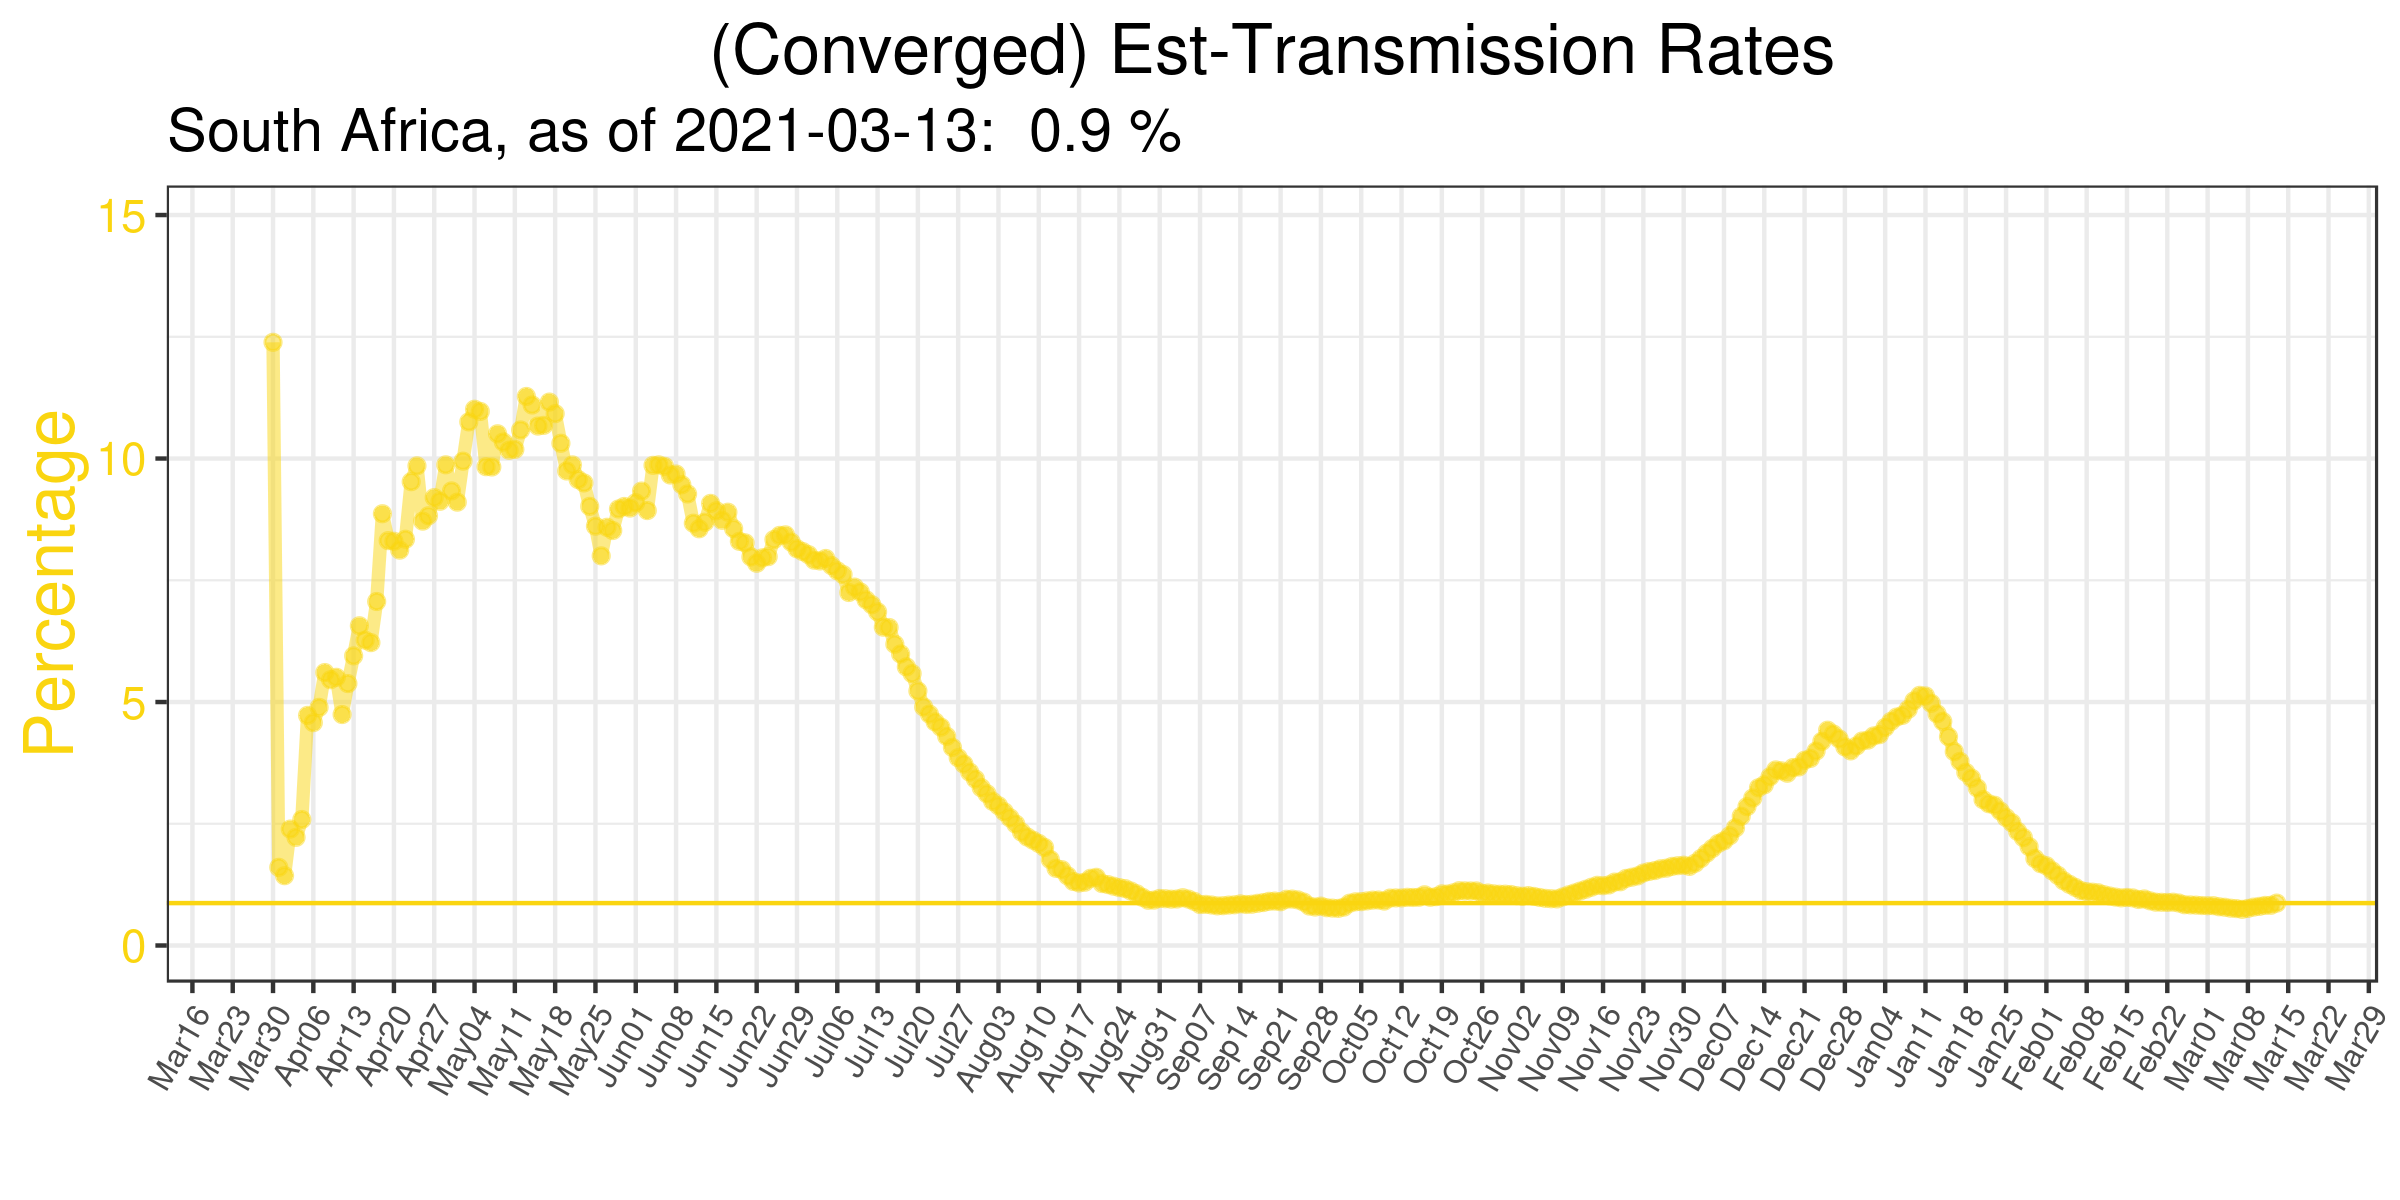 (Converged) Est-Transmission Rates
South Africa, as of 2021-03-13:  0.9 %
Percentage
15
10
5
0
Mar16
Mar23
Mar30
Apr06
Apr13
Apr20
Apr27
May04
May11
May18
May25
Jun01
Jun08
Jun15
Jun22
Jun29
Jul06
Jul13
Jul20
Jul27
Aug03
Aug10
Aug17
Aug24
Aug31
Sep07
Sep14
Sep21
Sep28
Oct05
Oct12
Oct19
Oct26
Nov02
Nov09
Nov16
Nov23
Nov30
Dec07
Dec14
Dec21
Dec28
Jan04
Jan11
Jan18
Jan25
Feb01
Feb08
Feb15
Feb22
Mar01
Mar08
Mar15
Mar22
Mar29